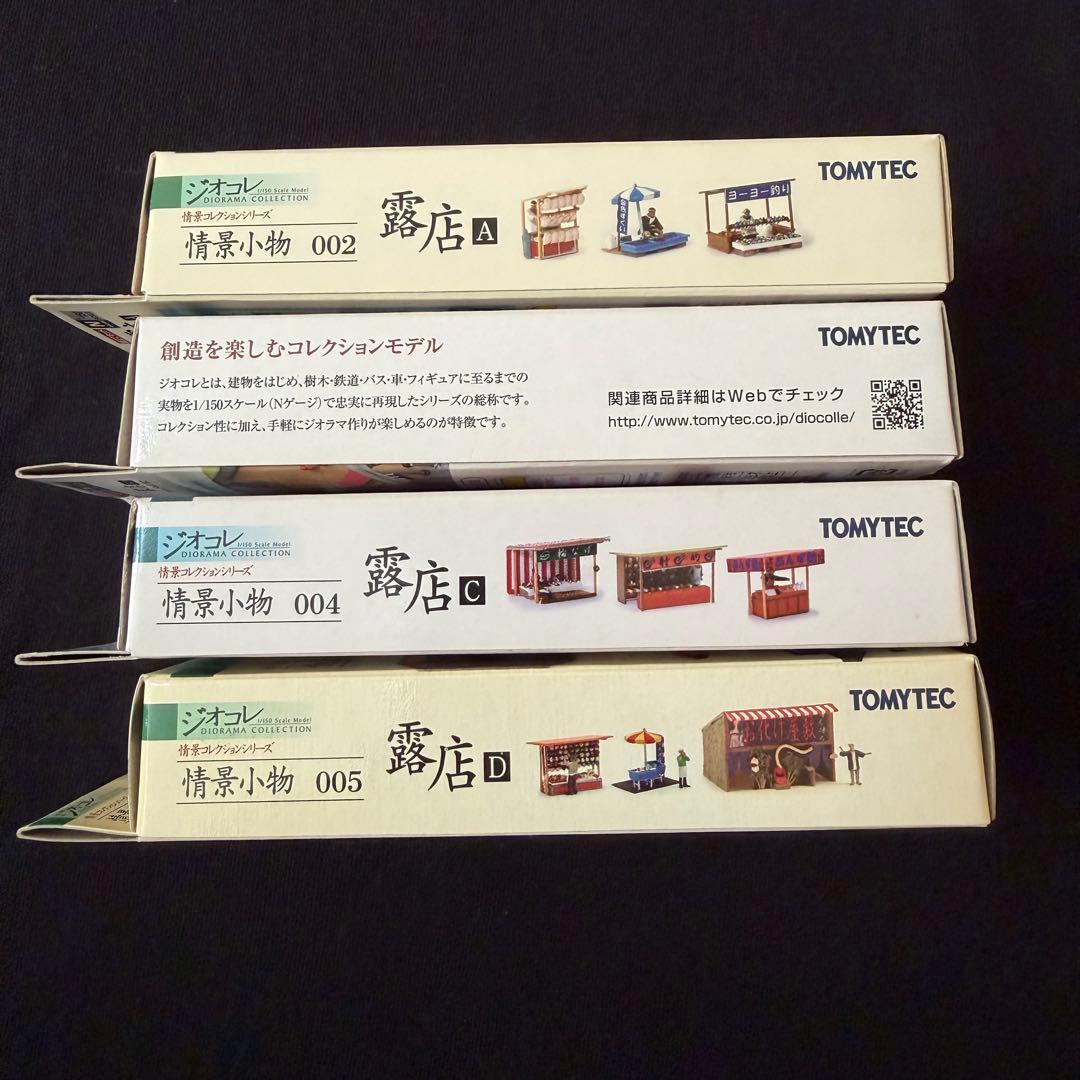 ジオコレ
1/150 Scale Model
DIORAMA COLLECTION
情景コレクションシリーズ
情景小物 002
露店 A
ヨーヨー釣り
TOMYTEC
創造を楽しむコレクションモデル
ジオコレとは、建物をはじめ、樹木・鉄道・バス・車・フィギュアに至るまでの
実物を1/150スケール(Nゲージ)で忠実に再現したシリーズの総称です。
コレクション性に加え、手軽にジオラマ作りが楽しめるのが特徴です。
TOMYTEC
関連商品詳細はWebでチェック
http://www.tomytec.co.jp/diocolle/
ジオコレ
1/150 Scale Model
DIORAMA COLLECTION
情景コレクションシリーズ
情景小物 004
露店 C
TOMYTEC
ジオコレ
1/150 Scale Model
DIORAMA COLLECTION
情景コレクションシリーズ
情景小物 005
露店 D
お化け屋敷
TOMYTEC